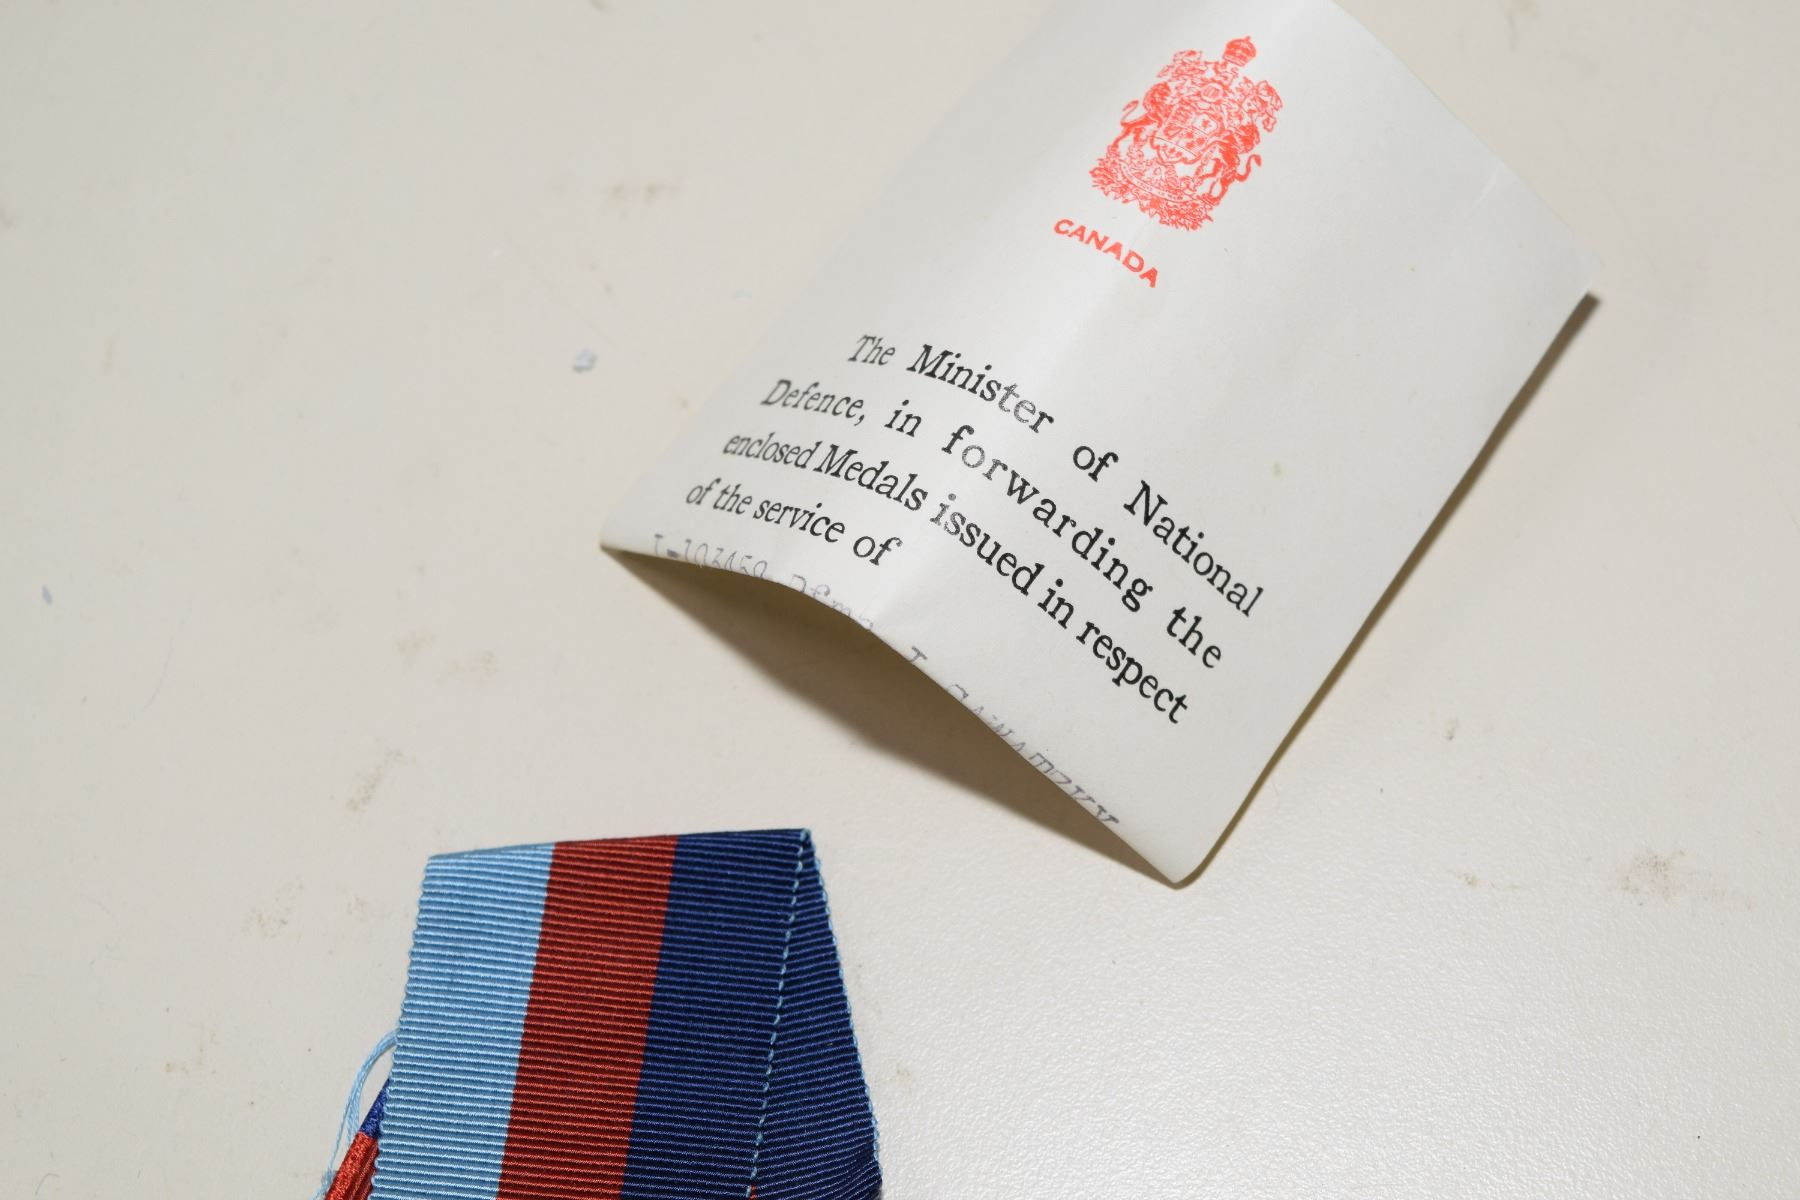 CANADA
The Minister of National
Defence, in forwarding the
enclosed Medals issued in respect
of the service of